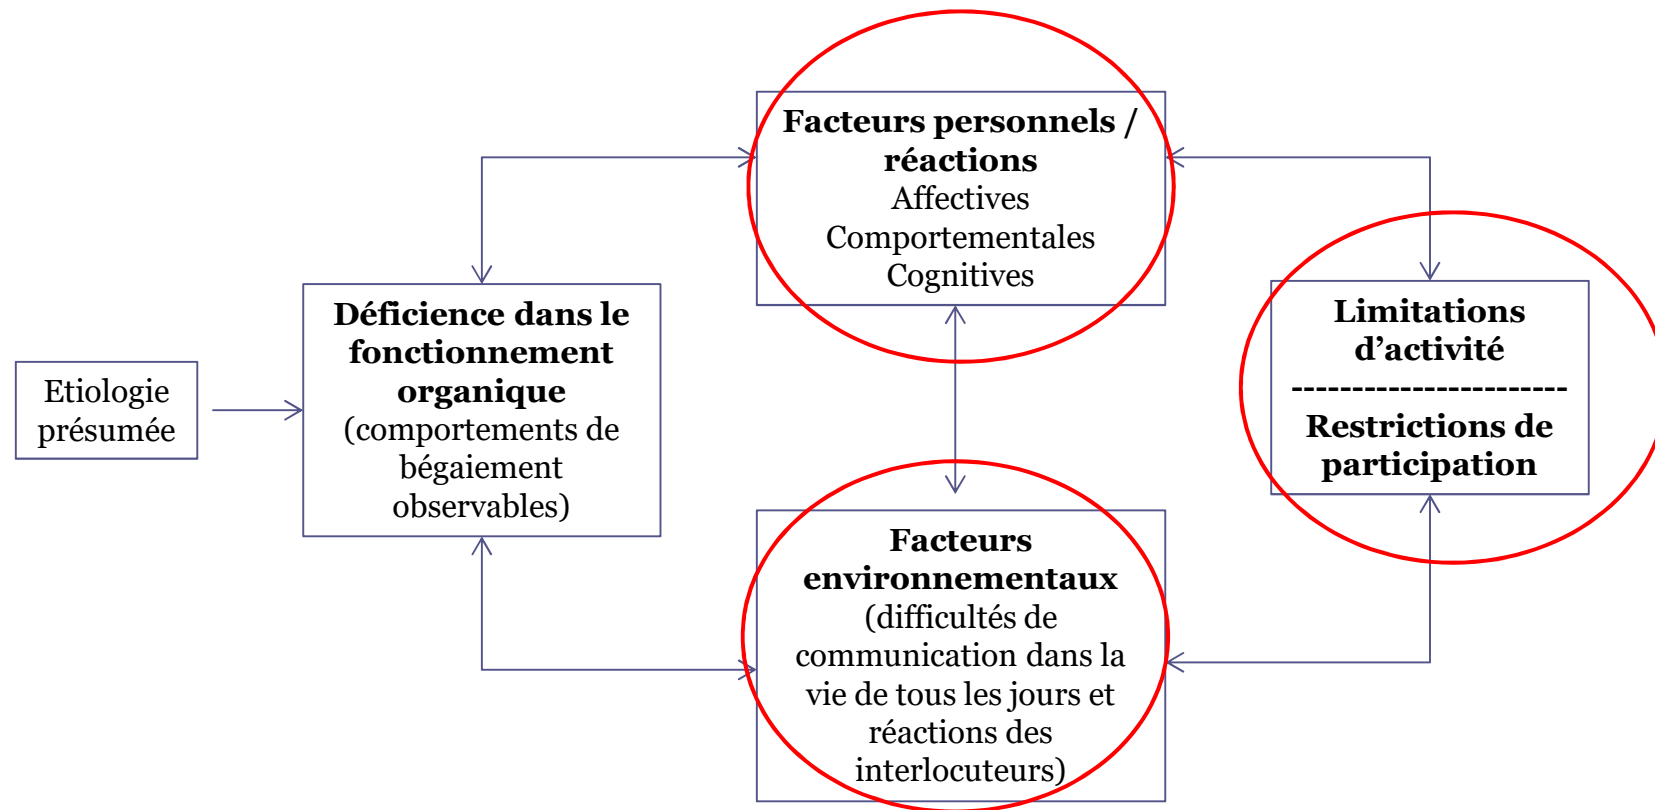 Etiologie
présumée
Déficience dans le
fonctionnement
organique
(comportements de
bégaiement
observables)
Facteurs personnels /
réactions
Affectives
Comportementales
Cognitives
Facteurs
environnementaux
(difficultés de
communication dans la
vie de tous les jours et
réactions des
interlocuteurs)
Limitations
d’activité
-----------------------
Restrictions de
participation